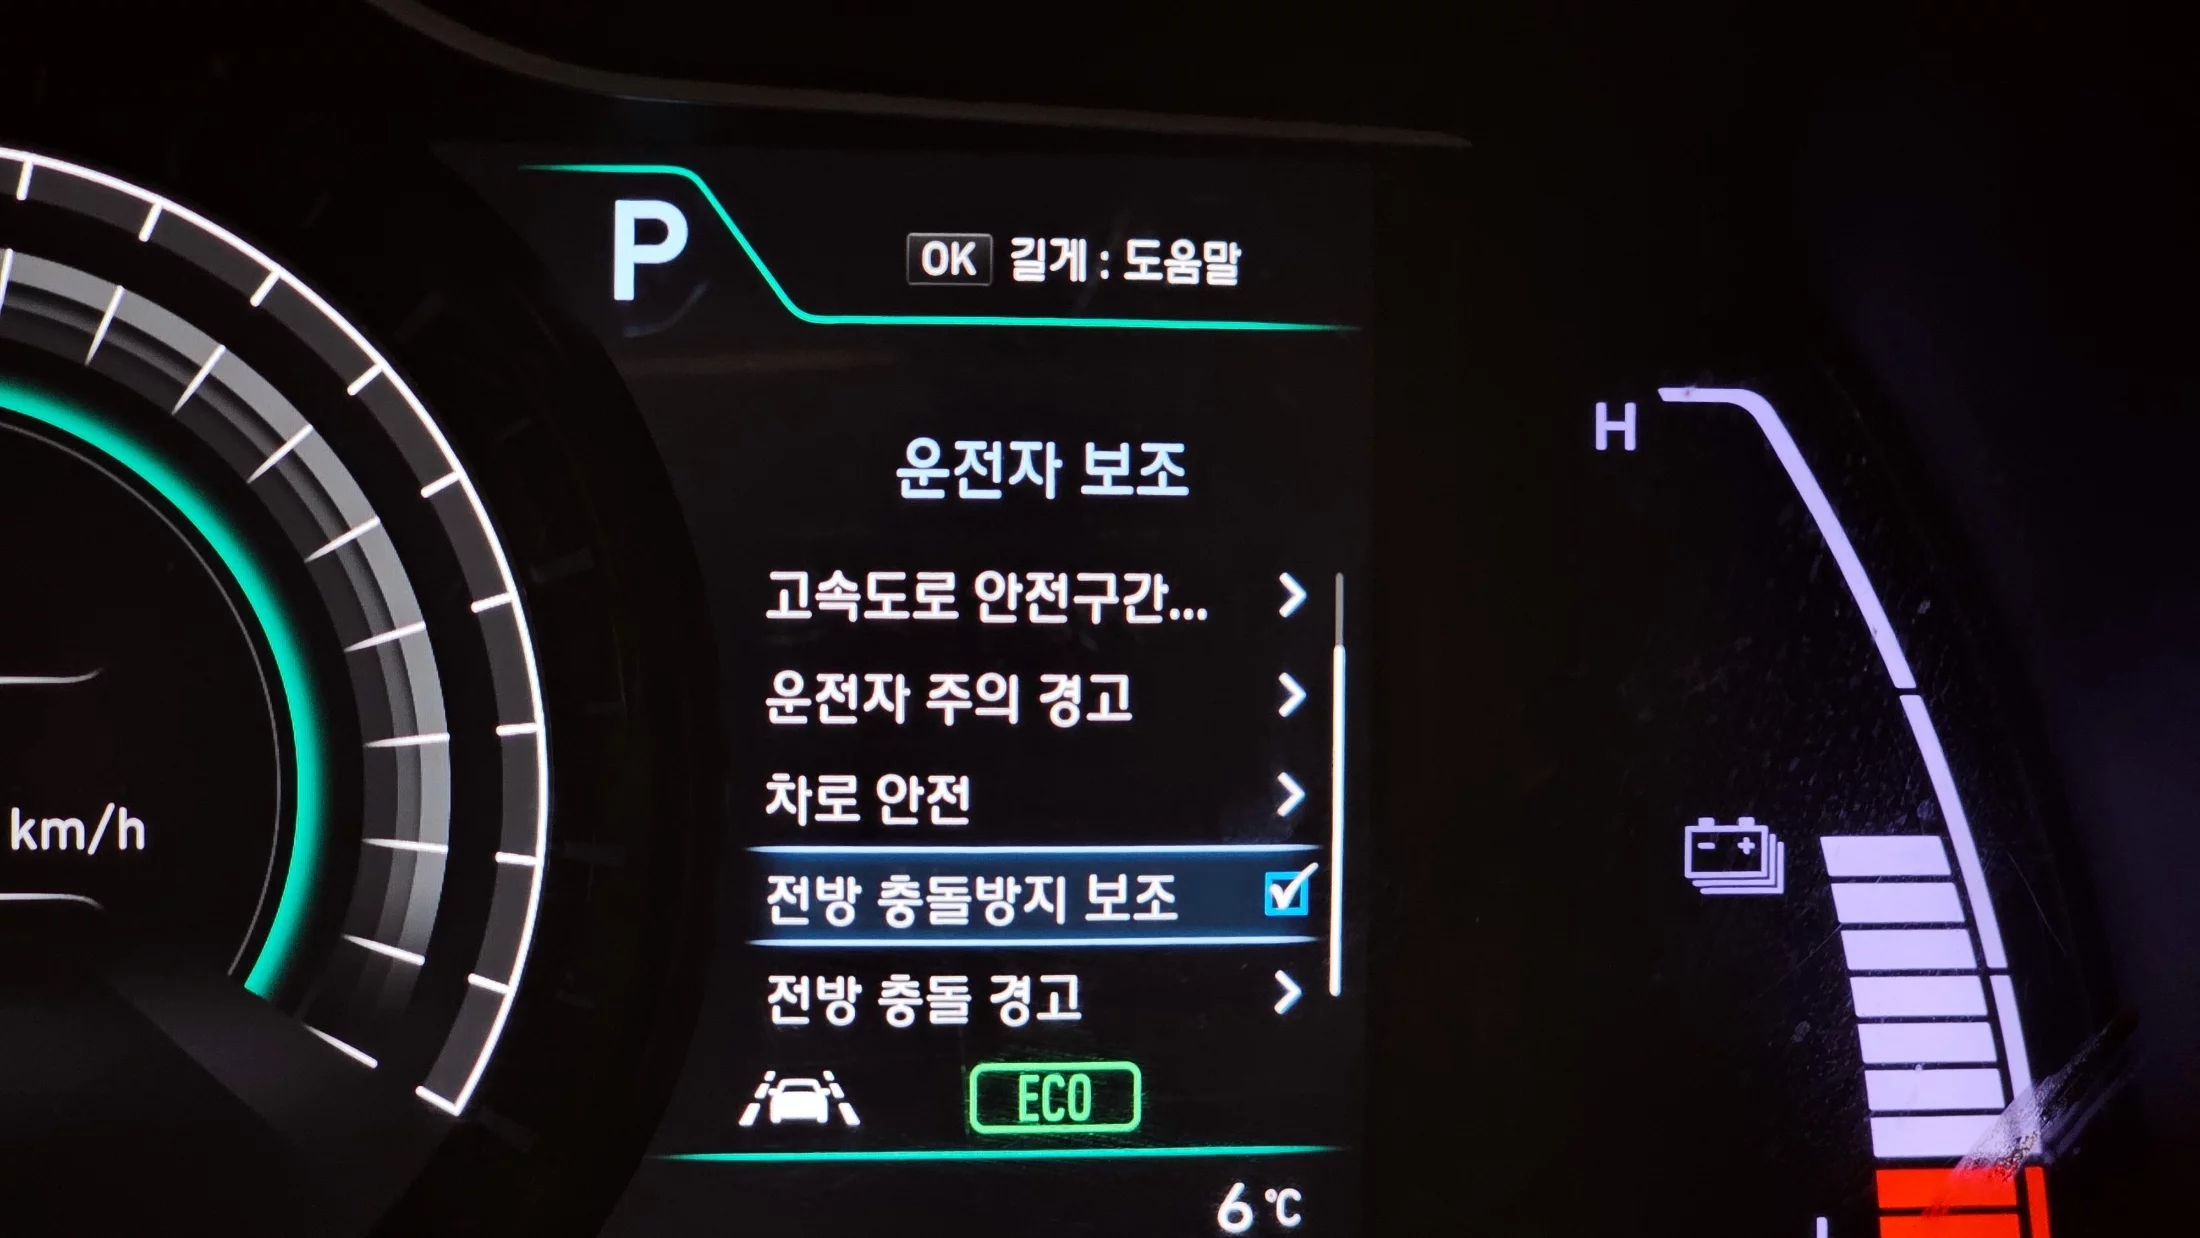 P
OK 길게 : 도움말
운전자 보조
고속도로 안전구간...
운전자 주의 경고
차로 안전
전방 충돌방지 보조
전방 충돌 경고
ECO
6 °C
km/h
H